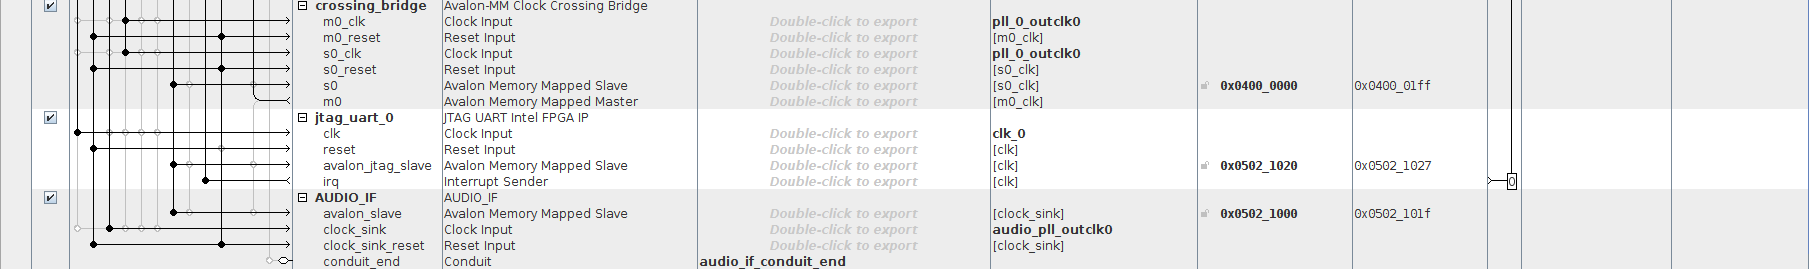 crossing_bridge Avalon-MM Clock Crossing Bridge
m0_clk Clock Input Double-click to export pll_0_outclk0
m0_reset Reset Input Double-click to export [m0_clk]
s0_clk Clock Input Double-click to export pll_0_outclk0
s0_reset Reset Input Double-click to export [s0_clk]
s0 Avalon Memory Mapped Slave Double-click to export [s0_clk] 0x0400_0000 0x0400_01ff
m0 Avalon Memory Mapped Master Double-click to export [m0_clk]
jtag_uart_0 JTAG UART Intel FPGA IP
clk Clock Input Double-click to export clk_0
reset Reset Input Double-click to export [clk]
avalon_jtag_slave Avalon Memory Mapped Slave Double-click to export [clk] 0x0502_1020 0x0502_1027
irq Interrupt Sender Double-click to export [clk] 0
AUDIO_IF AUDIO_IF
avalon_slave Avalon Memory Mapped Slave Double-click to export [clock_sink] 0x0502_1000 0x0502_101f
clock_sink Clock Input Double-click to export audio_pll_outclk0
clock_sink_reset Reset Input Double-click to export [clock_sink]
conduit_end Conduit audio_if_conduit_end